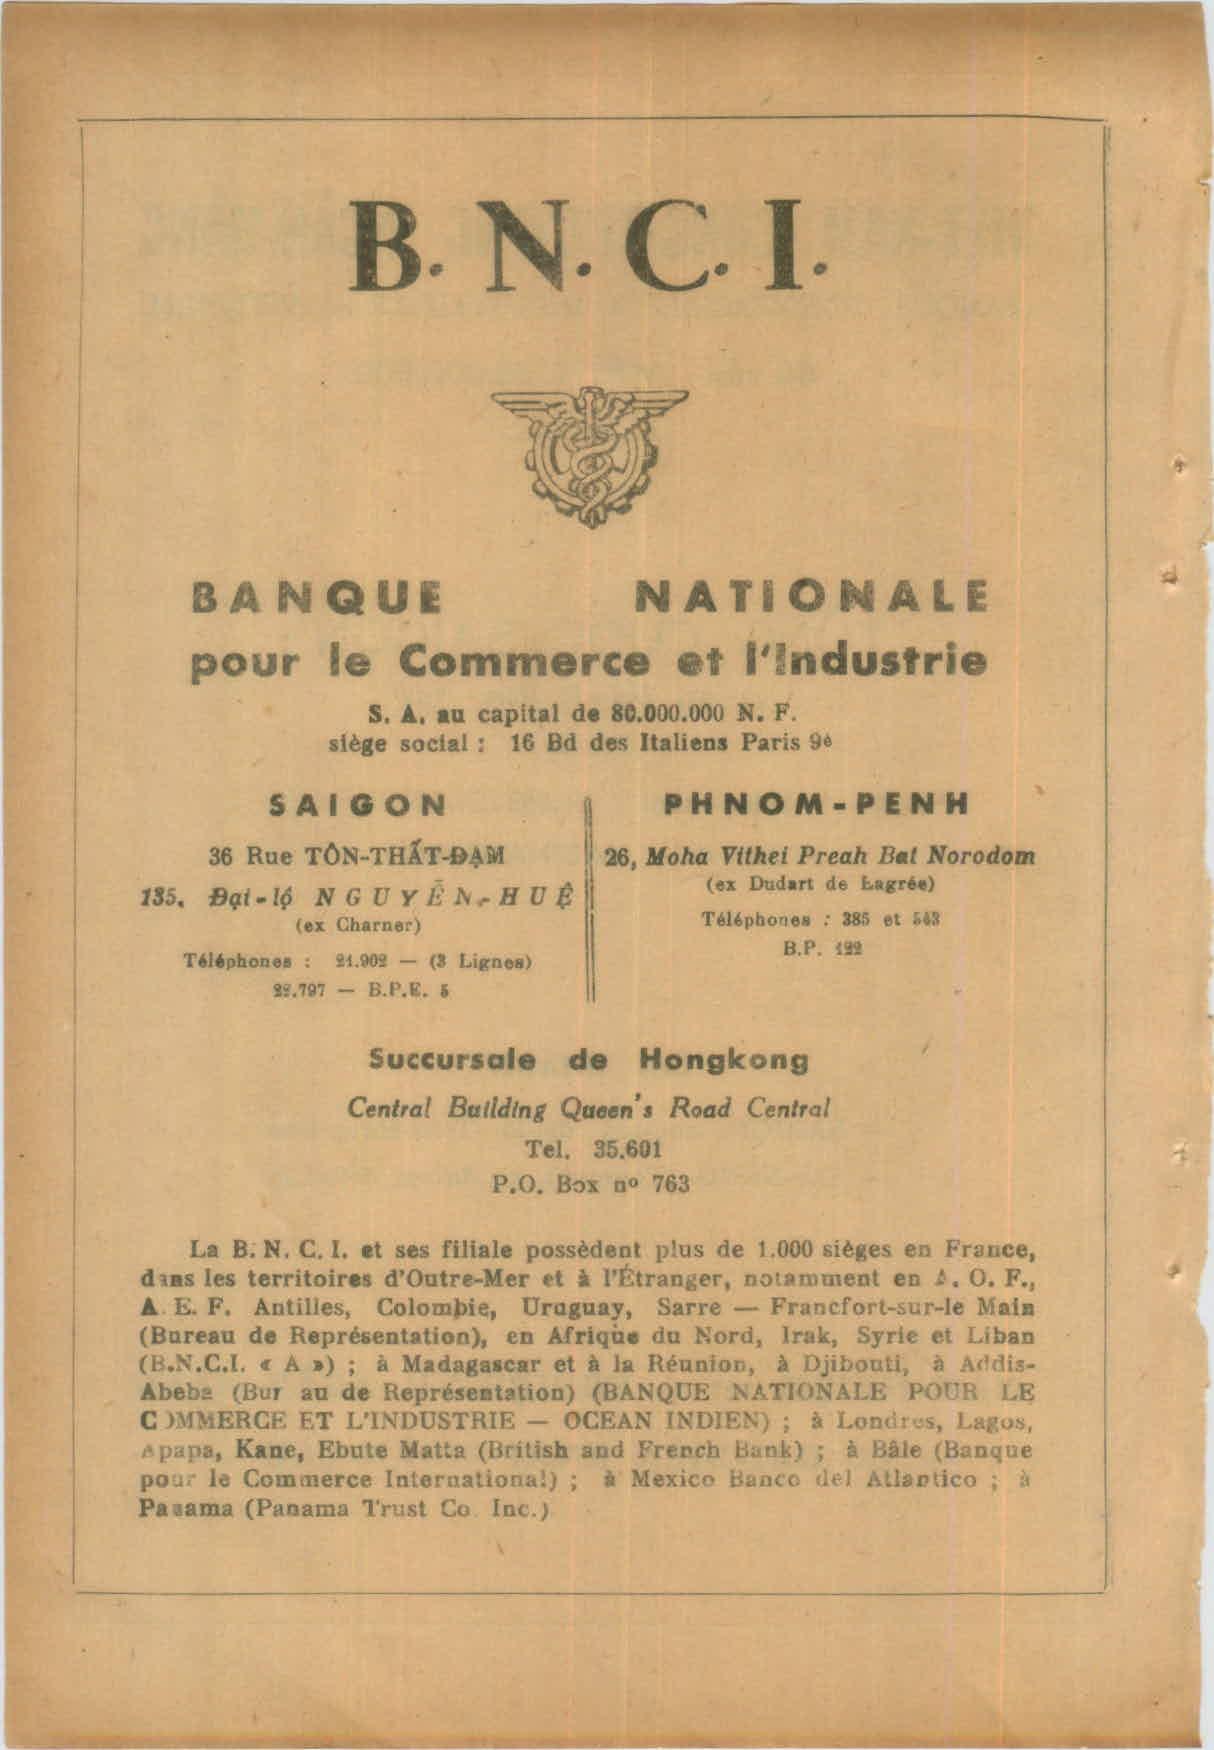 B. N. C. I.
BANQUE NATIONALE
pour le Commerce et l'Industrie
S. A. au capital de 80.000.000 N. F.
siège social : 16 Bd des Italiens Paris 9è
SAIGON
36 Rue TÔN-THẤT-ĐẠM
135, Đại-lộ NGUYỄN-HUỆ
(ex Charner)
Téléphones : 21.902 — (3 Lignes)
22.797 — B.P.E. 5
PHNOM-PENH
26, Moha Vithei Preah Bat Norodom
(ex Dudart de Lagrée)
Téléphones : 385 et 543
B.P. 122
Succursale de Hongkong
Central Building Queen's Road Central
Tel. 35.601
P.O. Box nº 763
La B. N. C. I. et ses filiale possèdent plus de 1.000 sièges en France,
dans les territoires d'Outre-Mer et à l'Étranger, notamment en A. O. F.,
A. E. F. Antilles, Colombie, Uruguay, Sarre — Francfort-sur-le Main
(Bureau de Représentation), en Afrique du Nord, Irak, Syrie et Liban
(B.N.C.I. « A ») ; à Madagascar et à la Réunion, à Djibouti, à Addis-
Abeba (Bur au de Représentation) (BANQUE NATIONALE POUR LE
COMMERCE ET L'INDUSTRIE — OCEAN INDIEN) ; à Londres, Lagos,
Apapa, Kane, Ebute Matta (British and French Bank) ; à Bâle (Banque
pour le Commerce International) ; à Mexico Banco del Atlantico ; à
Panama (Panama Trust Co. Inc.)